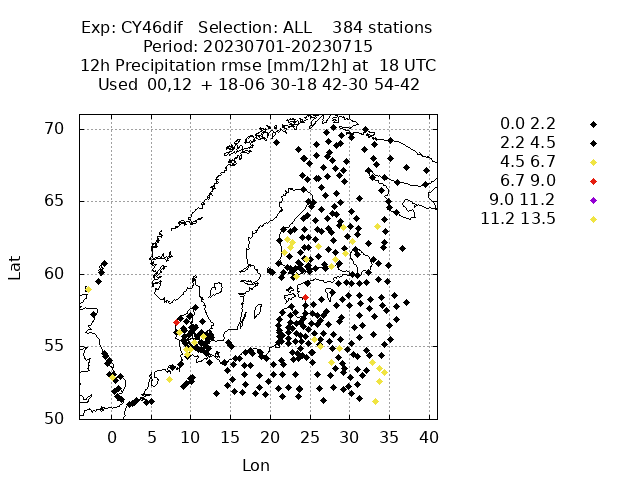 Exp: CY46dif   Selection: ALL    384 stations
Period: 20230701-20230715
12h Precipitation rmse [mm/12h] at  18 UTC
Used  00,12  + 18-06 30-18 42-30 54-42
0.0 2.2
2.2 4.5
4.5 6.7
6.7 9.0
9.0 11.2
11.2 13.5
70
65
60
55
50
Lat
0 5 10 15 20 25 30 35 40
Lon